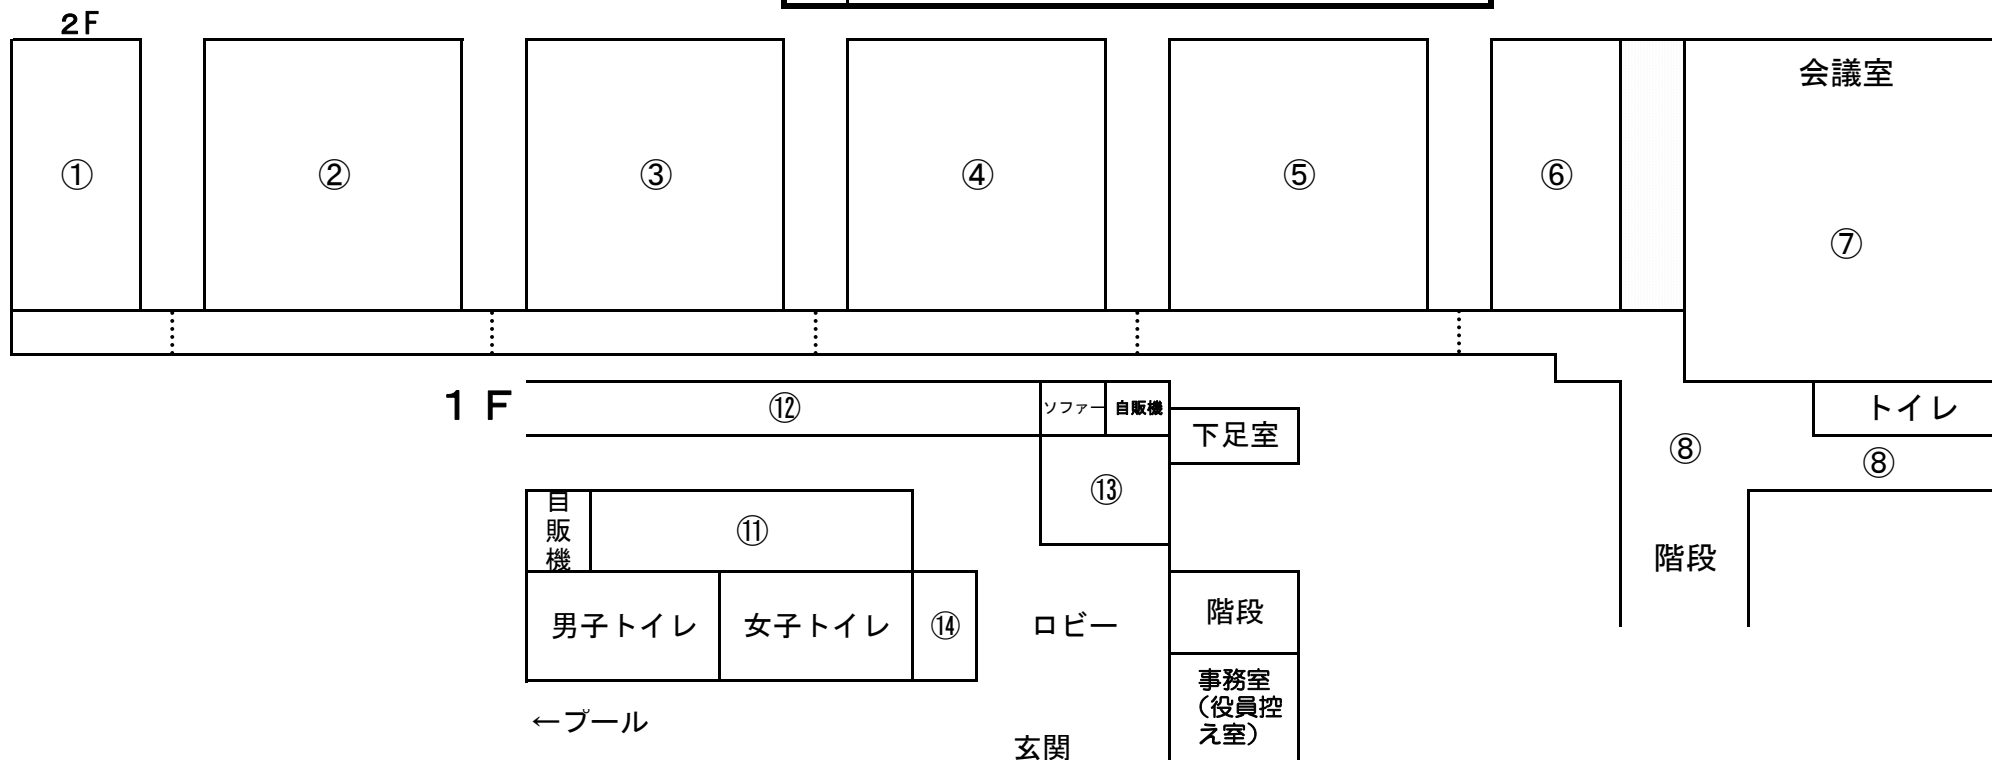 ２F
会議室
①
②
③
④
⑤
⑥
⑦
１Ｆ
⑫
ソファー
自販機
下足室
トイレ
⑧
⑧
⑬
自
販
機
⑪
階段
男子トイレ
女子トイレ
⑭
ロビー
階段
事務室
（役員控
え室）
←プール
玄関